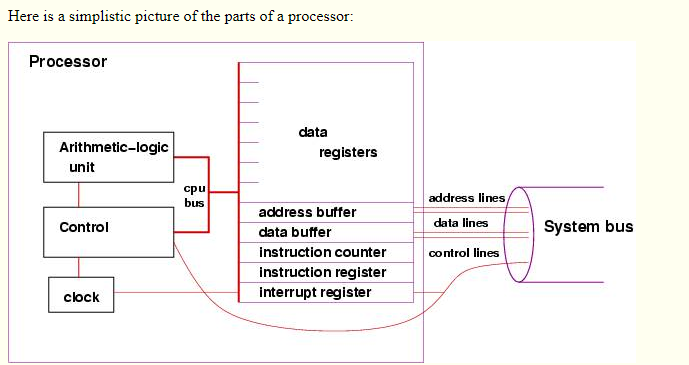 Here is a simplistic picture of the parts of a processor:
Processor
data
registers
Arithmetic-logic
unit
cpu
bus
Control
clock
address buffer
data buffer
instruction counter
instruction register
interrupt register
address lines
data lines
control lines
System bus